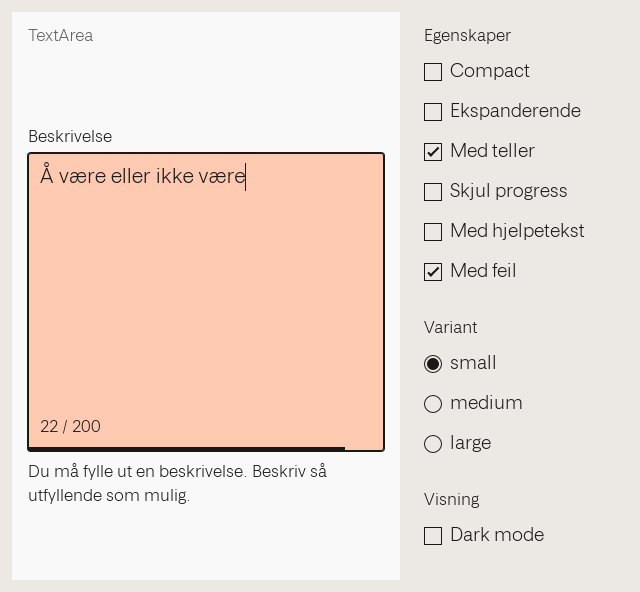 TextArea
Beskrivelse
Å være eller ikke være
22 / 200
Du må fylle ut en beskrivelse. Beskriv så
utfyllende som mulig.
Egenskaper
Compact
Ekspanderende
Med teller
Skjul progress
Med hjelpetekst
Med feil
Variant
small
medium
large
Visning
Dark mode